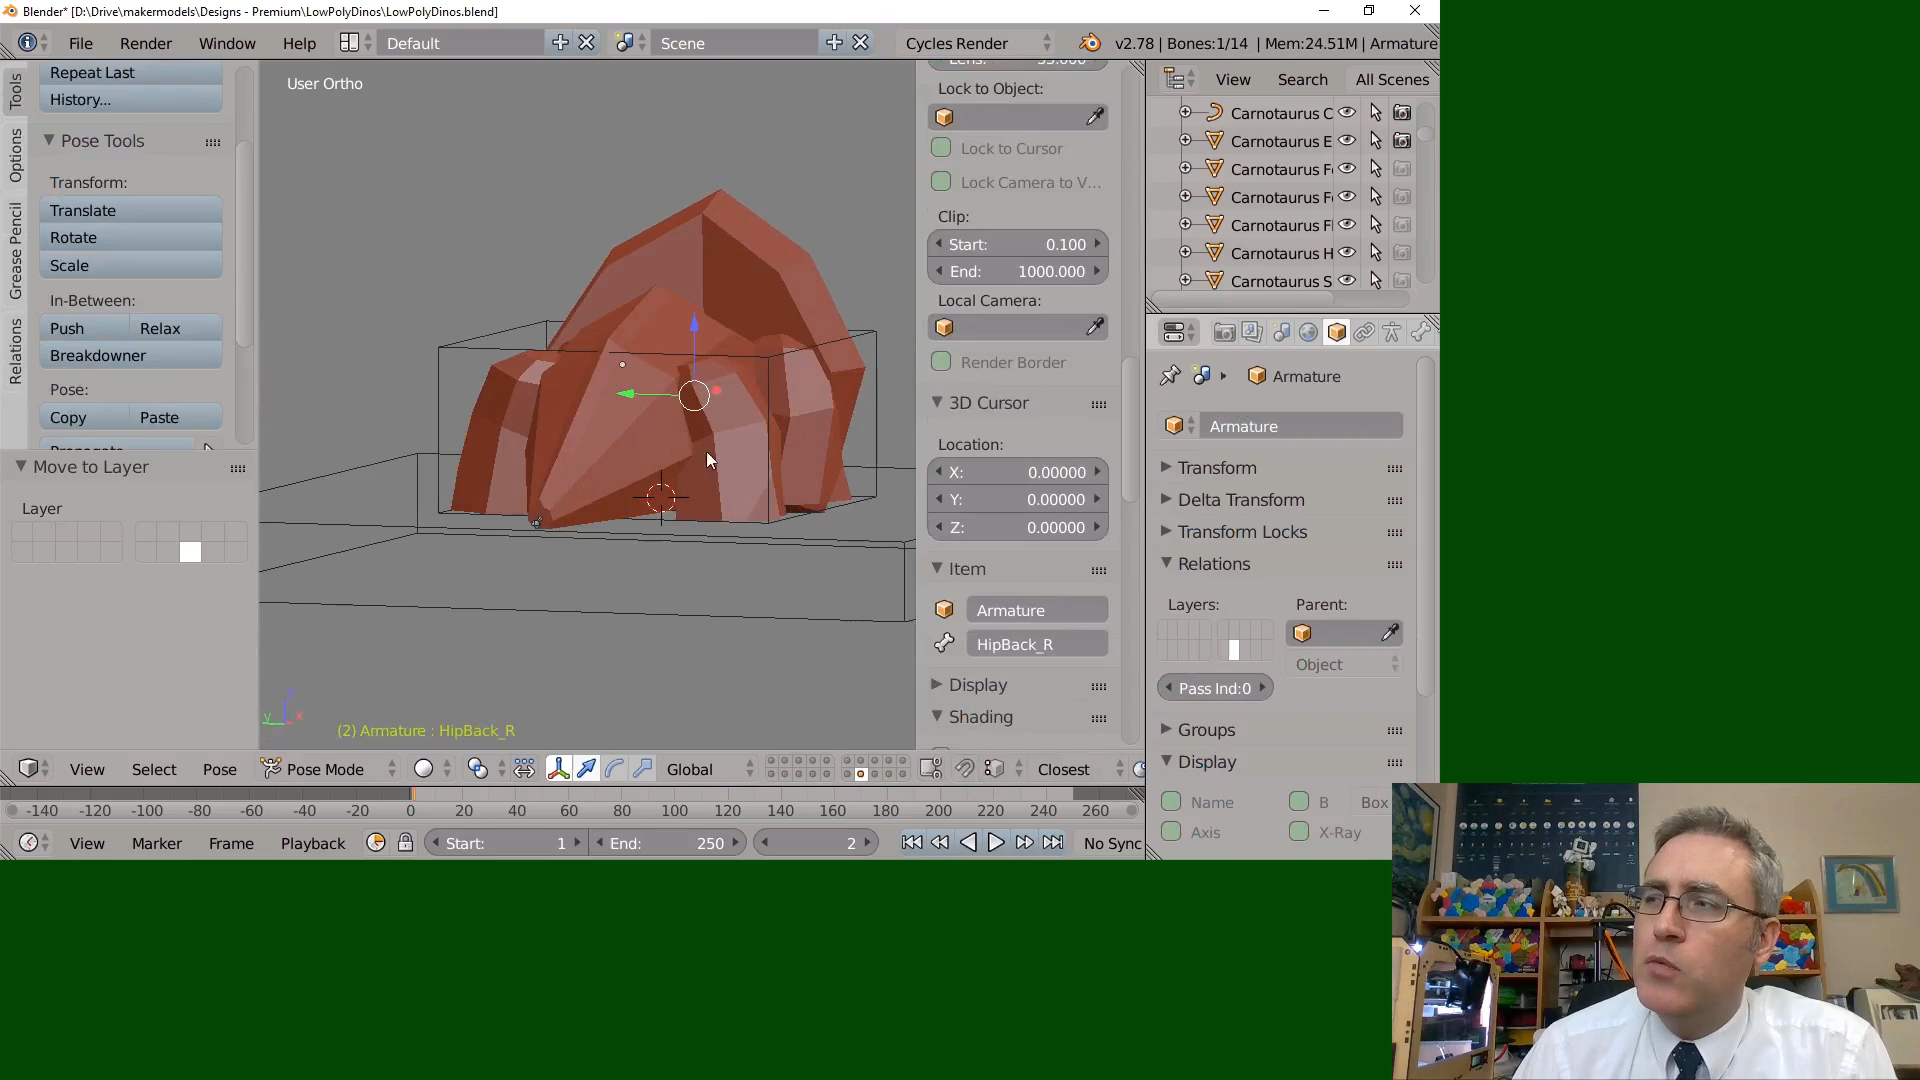 Blender* [D:\Drive\makermodels\Designs - Premium\LowPolyDinos\LowPolyDinos.blend]
File Render Window Help Default Scene Cycles Render v2.78 | Bones:1/14 | Mem:24.51M | Armature
Tools
Options
Grease Pencil
Relations
Repeat Last
History...
Pose Tools
Transform:
Translate
Rotate
Scale
In-Between:
Push Relax
Breakdowner
Pose:
Copy Paste
Move to Layer
Layer
User Ortho
(2) Armature : HipBack_R
Lock to Object:
Lock to Cursor
Lock Camera to V...
Clip:
Start: 0.100
End: 1000.000
Local Camera:
Render Border
3D Cursor
Location:
X: 0.00000
Y: 0.00000
Z: 0.00000
Item
Armature
HipBack_R
Display
Shading
View Search All Scenes
Carnotaurus C
Carnotaurus E
Carnotaurus F
Carnotaurus F
Carnotaurus F
Carnotaurus H
Carnotaurus S
Armature
Armature
Transform
Delta Transform
Transform Locks
Relations
Layers: Parent:
Object
Pass Ind:0
Groups
Display
Name B Box
Axis X-Ray
View Select Pose Pose Mode Global Closest
-140 -120 -100 -80 -60 -40 -20 0 20 40 60 80 100 120 140 160 180 200 220 240 260
View Marker Frame Playback Start: 1 End: 250 2 No Sync
z
y
x